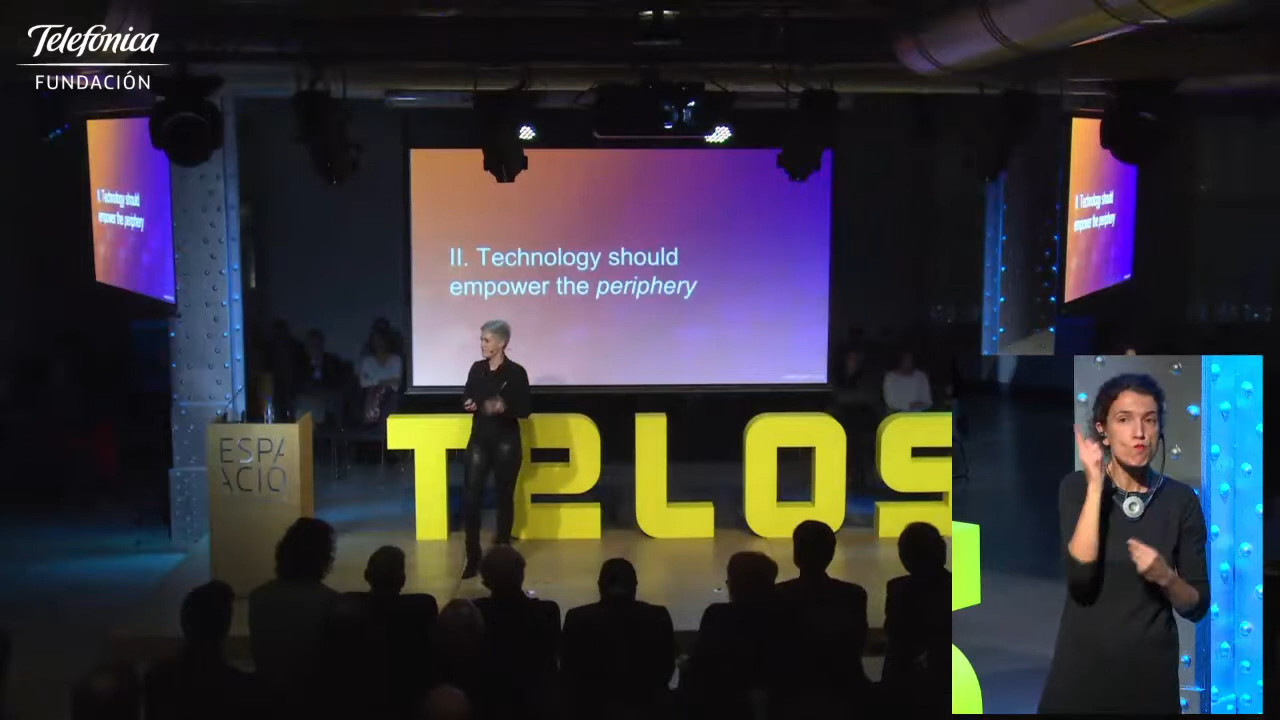 Telefónica
FUNDACIÓN
II. Technology should
empower the periphery
II. Technology should
empower the periphery
II. Technology should
empower the periphery
ESPA
ACIO
TELOS